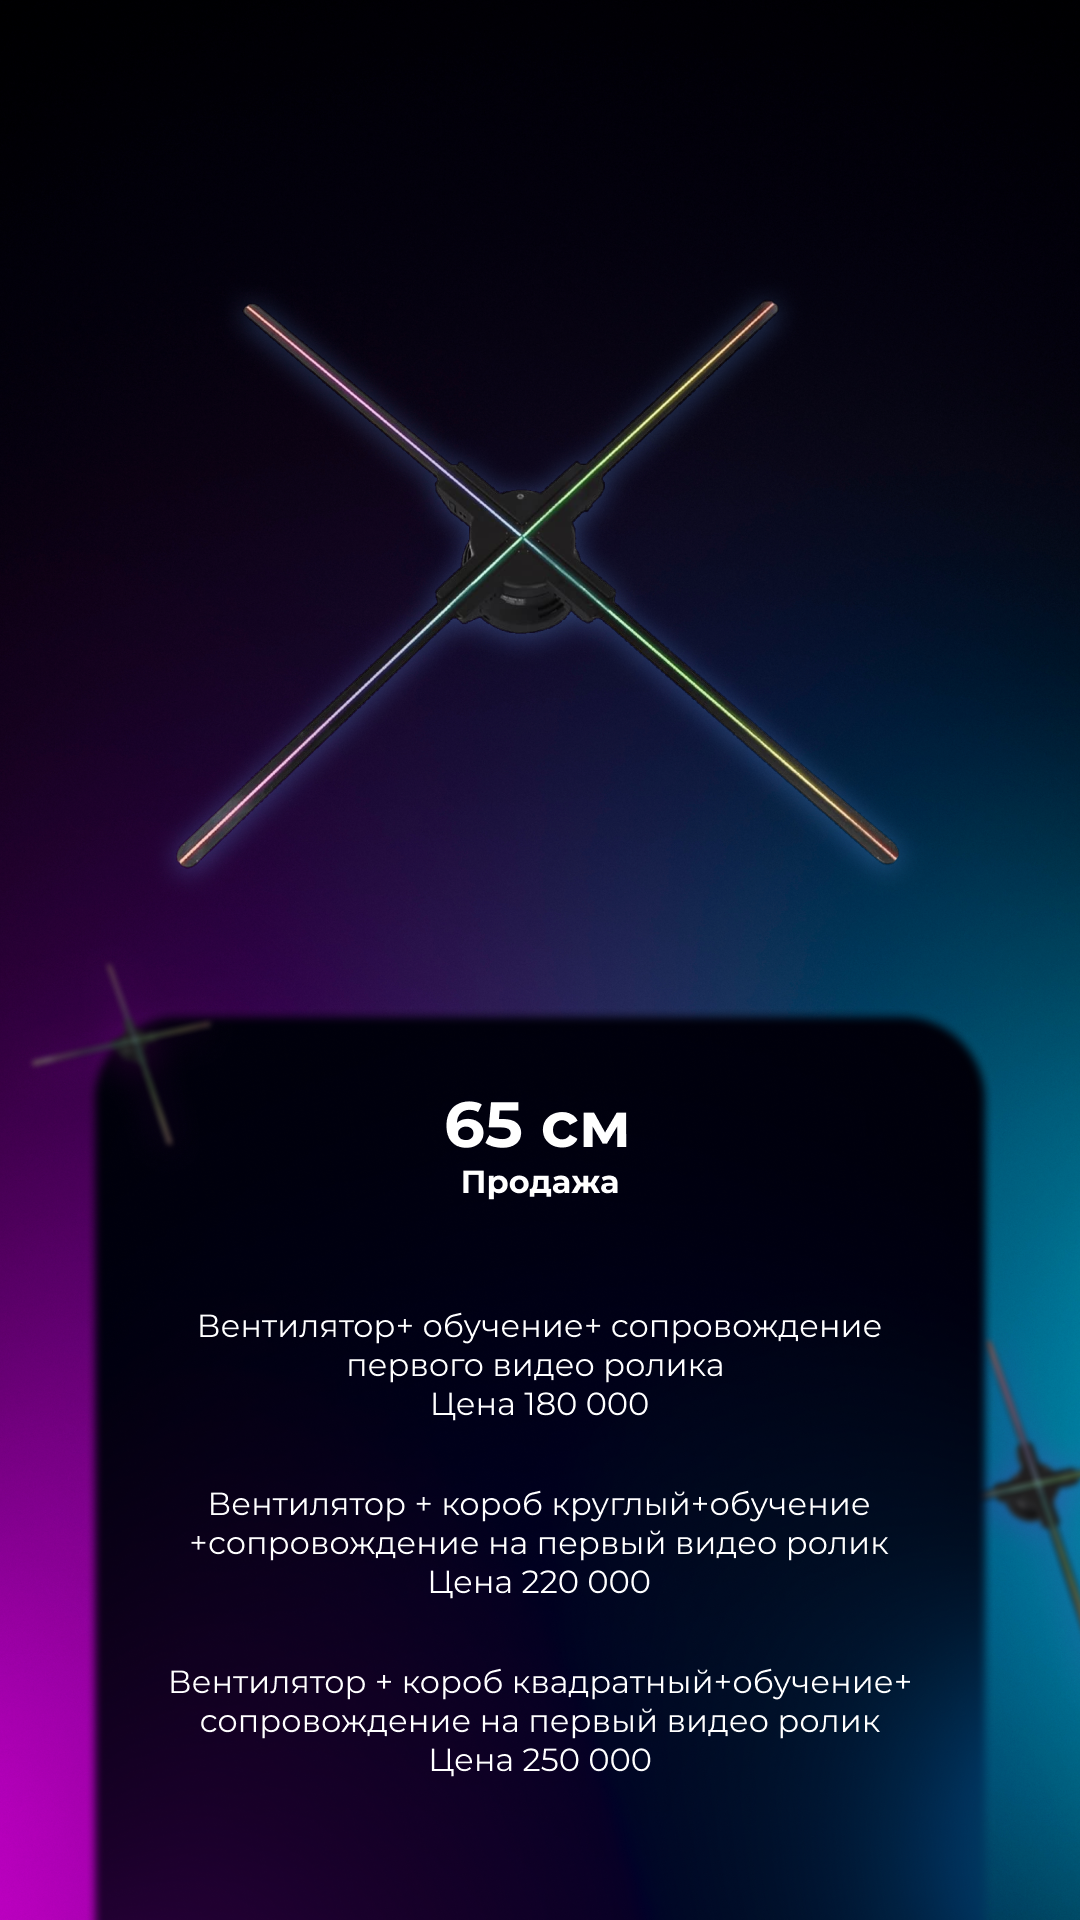 65 см
Продажа
Вентилятор+ обучение+ сопровождение
первого видео ролика
Цена 180 000
Вентилятор + короб круглый+обучение
+сопровождение на первый видео ролик
Цена 220 000
Вентилятор + короб квадратный+обучение+
сопровождение на первый видео ролик
Цена 250 000